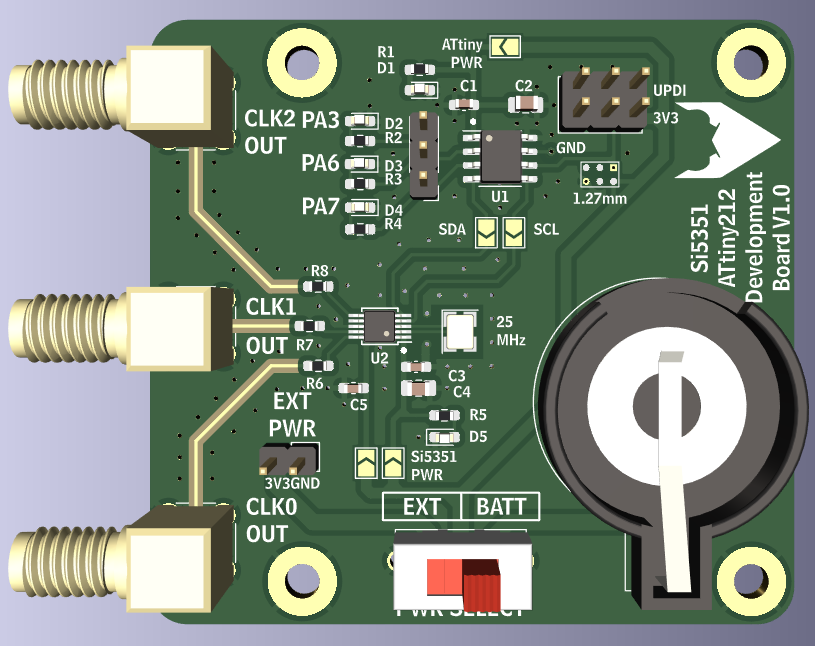 ATtiny
PWR
R1
D1
C1
C2
UPDI
3V3
GND
CLK2
OUT
PA3
D2
R2
PA6
D3
R3
PA7
D4
R4
U1
1.27mm
SDA
SCL
Si5351
ATtiny212
Development
Board V1.0
R8
CLK1
OUT
R7
R6
U2
25
MHz
C3
C4
C5
EXT
PWR
R5
D5
3V3GND
Si5351
PWR
CLK0
OUT
EXT
BATT
PWR SELECT